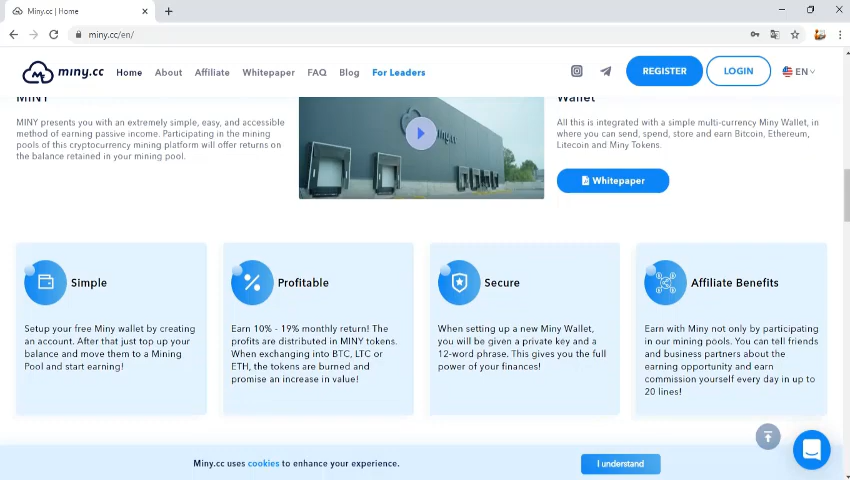 Miny.cc | Home
miny.cc/en/
miny.cc Home About Affiliate Whitepaper FAQ Blog For Leaders REGISTER LOGIN EN
MINY
MINY presents you with an extremely simple, easy, and accessible
method of earning passive income. Participating in the mining
pools of this cryptocurrency mining platform will offer returns on
the balance retained in your mining pool.
miny.cc
Wallet
All this is integrated with a simple multi-currency Miny Wallet, in
where you can send, spend, store and earn Bitcoin, Ethereum,
Litecoin and Miny Tokens.
Whitepaper
Simple
Setup your free Miny wallet by creating
an account. After that just top up your
balance and move them to a Mining
Pool and start earning!
Profitable
Earn 10% - 19% monthly return! The
profits are distributed in MINY tokens.
When exchanging into BTC, LTC or
ETH, the tokens are burned and
promise an increase in value!
Secure
When setting up a new Miny Wallet,
you will be given a private key and a
12-word phrase. This gives you the full
power of your finances!
Affiliate Benefits
Earn with Miny not only by participating
in our mining pools. You can tell friends
and business partners about the
earning opportunity and earn
commission yourself every day in up to
20 lines!
Miny.cc uses cookies to enhance your experience.
I understand